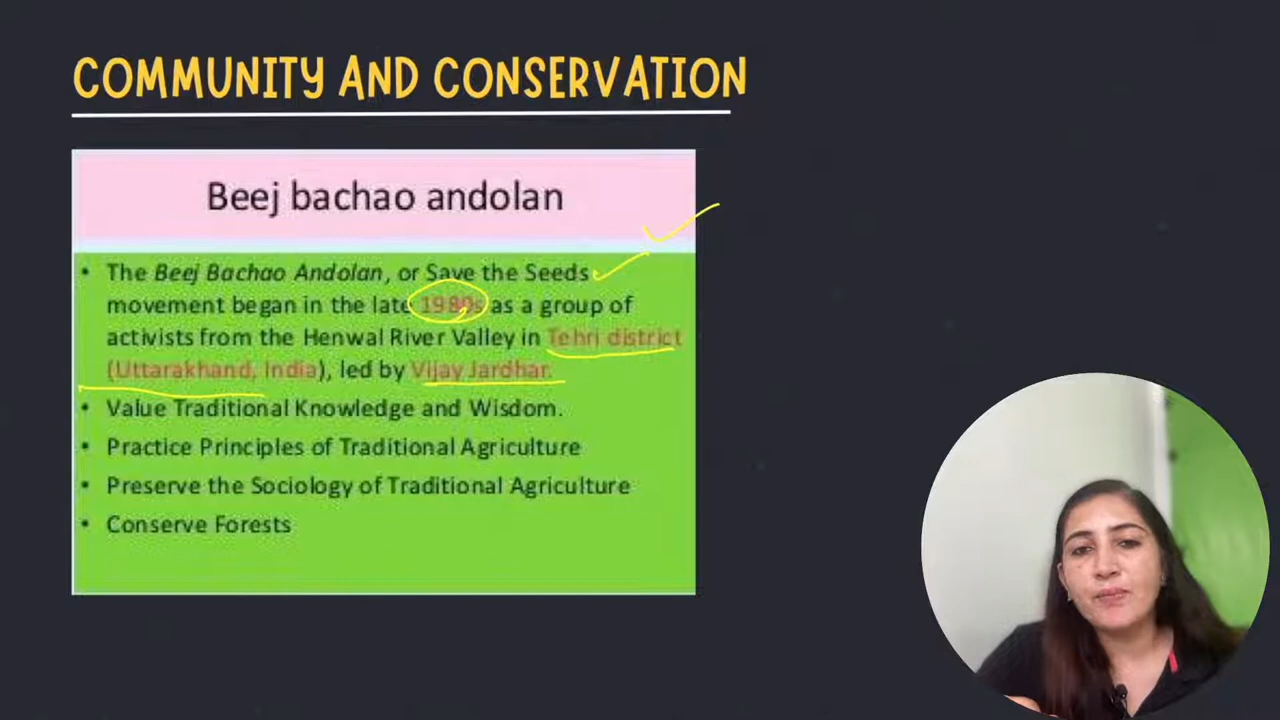 COMMUNITY AND CONSERVATION
Beej bachao andolan
• The Beej Bachao Andolan, or Save the Seeds
movement began in the late 1980s as a group of
activists from the Henwal River Valley in Tehri district
(Uttarakhand, India), led by Vijay Jardhar.
• Value Traditional Knowledge and Wisdom.
• Practice Principles of Traditional Agriculture
• Preserve the Sociology of Traditional Agriculture
• Conserve Forests